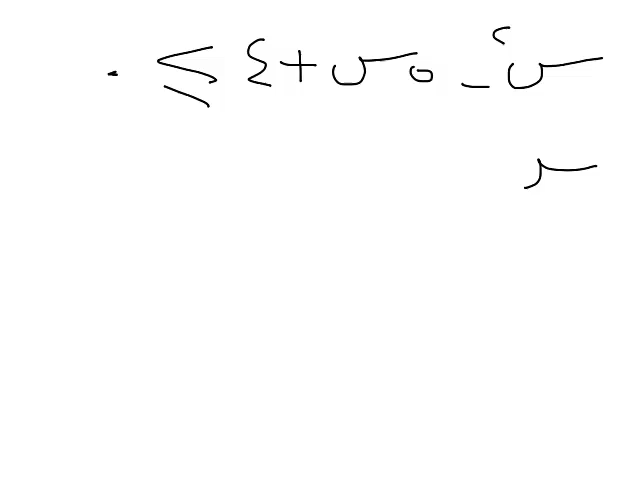 س٢ - ٥س + ٤ ≥ ٠